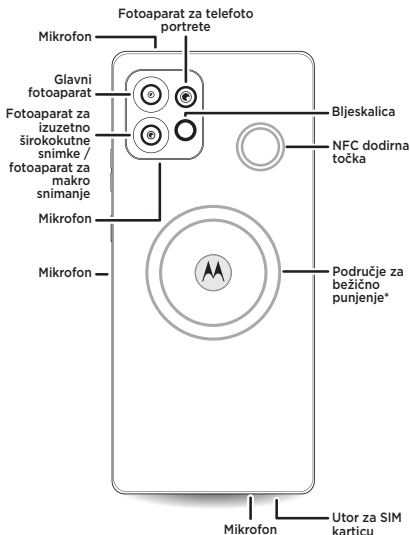 Fotoaparat za telefoto
portrete
Mikrofon
Glavni
fotoaparat
Fotoaparat za
izuzetno
širokokutne
snimke /
fotoaparat za
makro
snimanje
Mikrofon
Mikrofon
Bljeskalica
NFC dodirna
točka
Područje za
bežično
punjenje*
Mikrofon
Utor za SIM
karticu